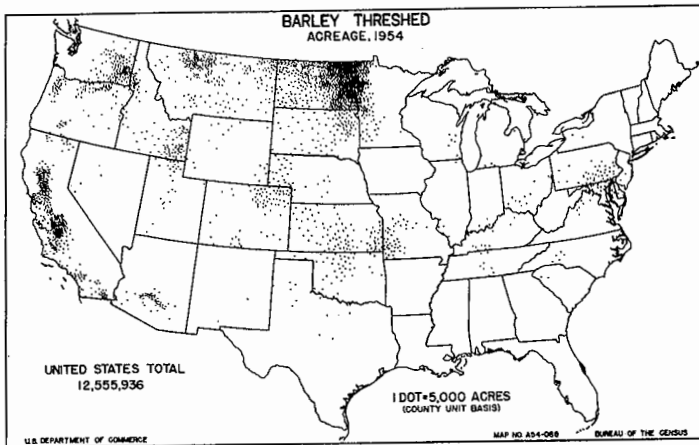 BARLEY THRESHED
ACREAGE, 1954
UNITED STATES TOTAL
12,555,936
1 DOT=5,000 ACRES
(COUNTY UNIT BASIS)
U.S. DEPARTMENT OF COMMERCE
MAP NO. A54-068
BUREAU OF THE CENSUS